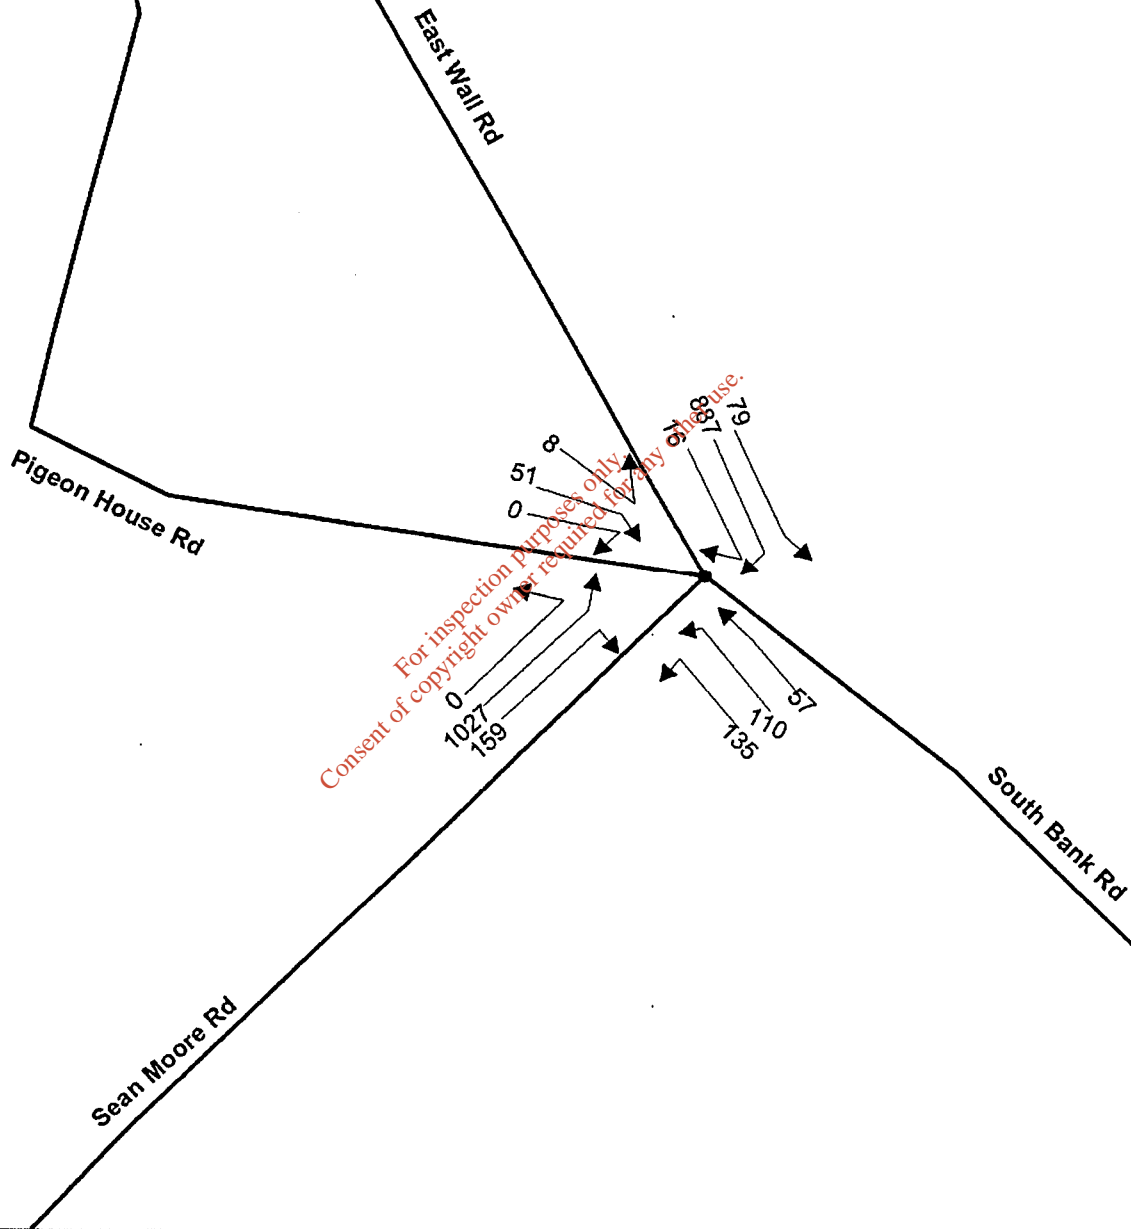 East Wall Rd
79
887
76
8
51
0
Pigeon House Rd
For inspection purposes only.
Consent of copyright owner required for any other use.
0
1027
159
57
110
135
South Bank Rd
Sean Moore Rd